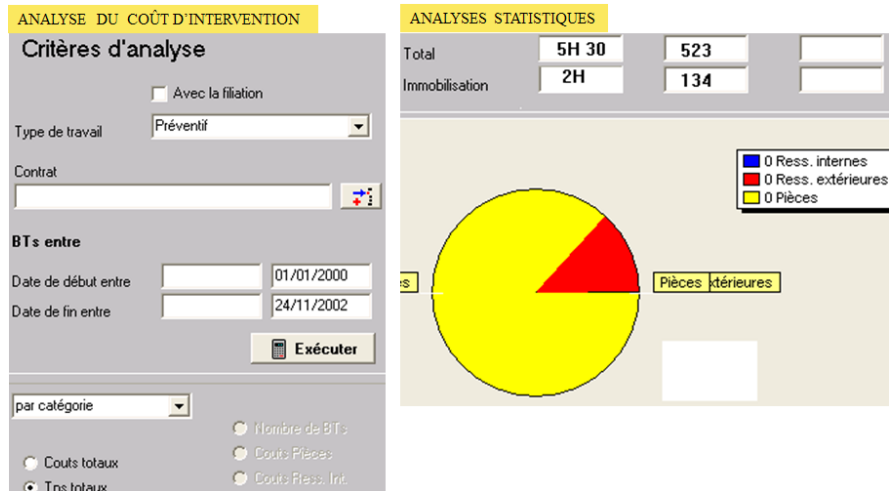 ANALYSE DU COÛT D'INTERVENTION
Critères d'analyse
Avec la filiation
Type de travail Préventif
Contrat
BTs entre
Date de début entre 01/01/2000
Date de fin entre 24/11/2002
Exécuter
par catégorie
Nombre de BTs
Couts Pièces
Couts totaux
Couts Ress. Int.
Tps totaux
ANALYSES STATISTIQUES
Total 5H 30 523
Immobilisation 2H 134
0 Ress. internes
0 Ress. extérieures
0 Pièces
Pièces xtérieures